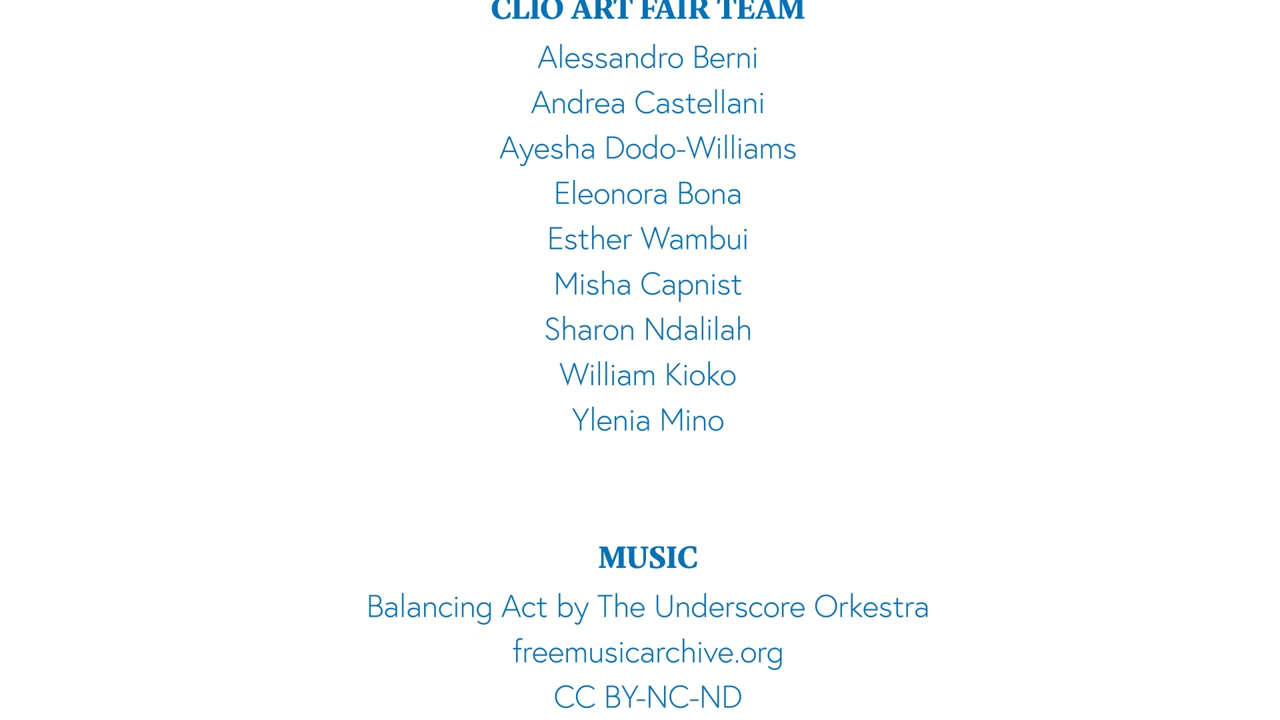 CLIO ART FAIR TEAM
Alessandro Berni
Andrea Castellani
Ayesha Dodo-Williams
Eleonora Bona
Esther Wambui
Misha Capnist
Sharon Ndalilah
William Kioko
Ylenia Mino
MUSIC
Balancing Act by The Underscore Orkestra
freemusicarchive.org
CC BY-NC-ND